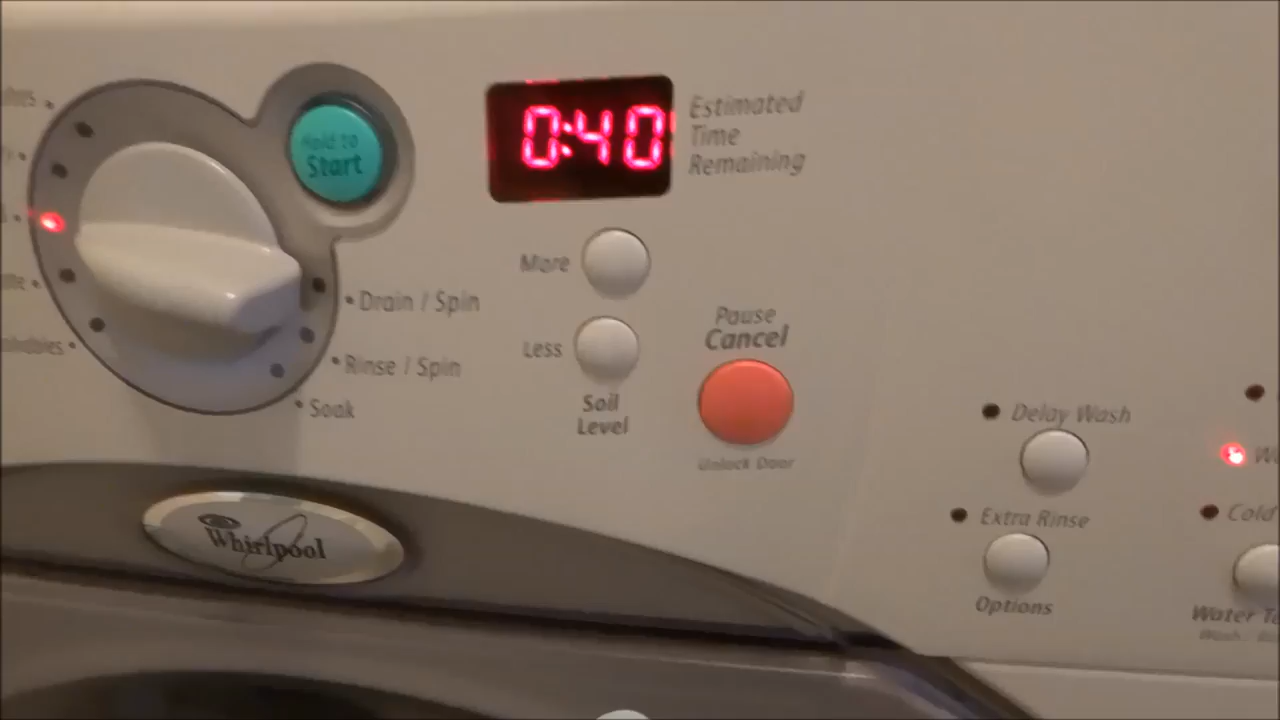 Hold to
Start
0:40
Estimated
Time
Remaining
More
Less
Soil
Level
Pause
Cancel
Unlock Door
Drain / Spin
Rinse / Spin
Soak
Whirlpool
Delay Wash
Extra Rinse
Options
Cold
Water